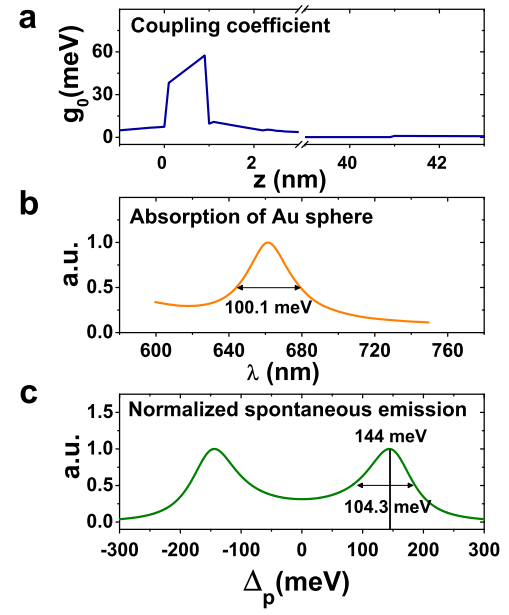 a
Coupling coefficient
g₀(meV)
60
30
0
0 2 40 42
z (nm)
b
Absorption of Au sphere
a.u.
1.0
0.5
0.0
100.1 meV
600 640 680 720 760
λ (nm)
c
Normalized spontaneous emission
a.u.
1.5
1.0
0.5
0.0
144 meV
104.3 meV
-300 -200 -100 0 100 200 300
Δₚ(meV)